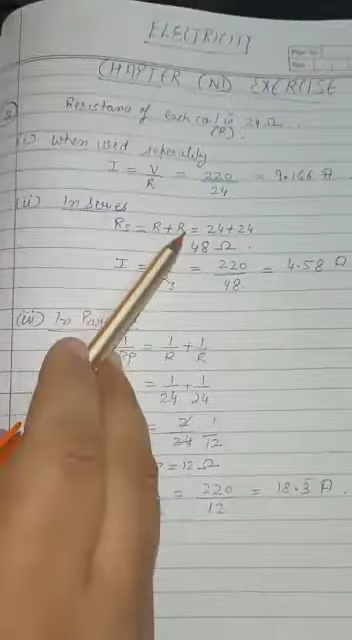 ELECTRICITY
CHAPTER END EXERCISE
Resistance of each coil is 24 Ω.
(R)
(i) when used seperatlly
I = V/R = 220/24 = 9.166 A.
(ii) In series
Rs = R+R = 24+24
48 Ω.
I = = 220/48 = 4.58 A
(iii) In Par
1/Rp = 1/R + 1/R
= 1/24 + 1/24
= 2/24 1/12
= 12 Ω
= 220/12 = 18.3 A.